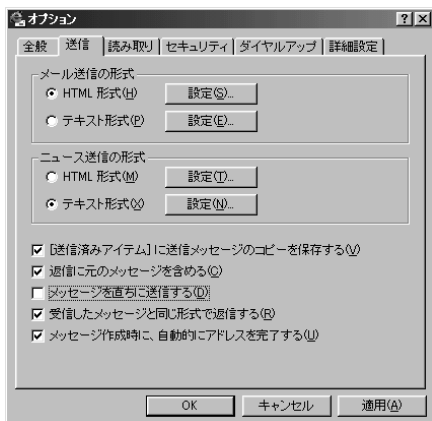 オプション
全般 送信 読み取り セキュリティ ダイヤルアップ 詳細設定
メール送信の形式
HTML 形式(H) 設定(S)...
テキスト形式(P) 設定(E)...
ニュース送信の形式
HTML 形式(M) 設定(T)...
テキスト形式(X) 設定(N)...
[送信済みアイテム]に送信メッセージのコピーを保存する(V)
返信に元のメッセージを含める(C)
メッセージを直ちに送信する(D)
受信したメッセージと同じ形式で返信する(R)
メッセージ作成時に、自動的にアドレスを完了する(U)
OK キャンセル 適用(A)